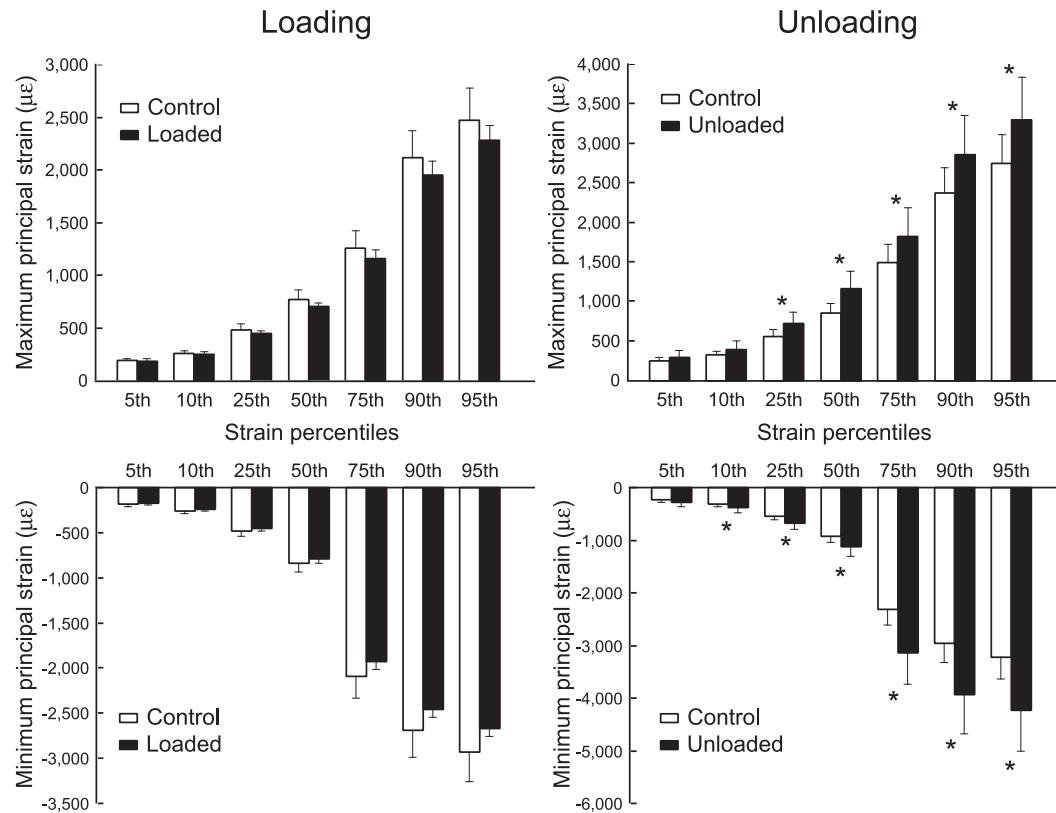 Loading
Maximum principal strain (με)
3,000
2,500
2,000
1,500
1,000
500
0
Control
Loaded
5th 10th 25th 50th 75th 90th 95th
Strain percentiles
Unloading
Maximum principal strain (με)
4,000
3,500
3,000
2,500
2,000
1,500
1,000
500
0
Control
Unloaded
* * * * *
5th 10th 25th 50th 75th 90th 95th
Strain percentiles
5th 10th 25th 50th 75th 90th 95th
Minimum principal strain (με)
0
-500
-1,000
-1,500
-2,000
-2,500
-3,000
-3,500
Control
Loaded
5th 10th 25th 50th 75th 90th 95th
Minimum principal strain (με)
0
-1,000
-2,000
-3,000
-4,000
-5,000
-6,000
* * * * * *
Control
Unloaded